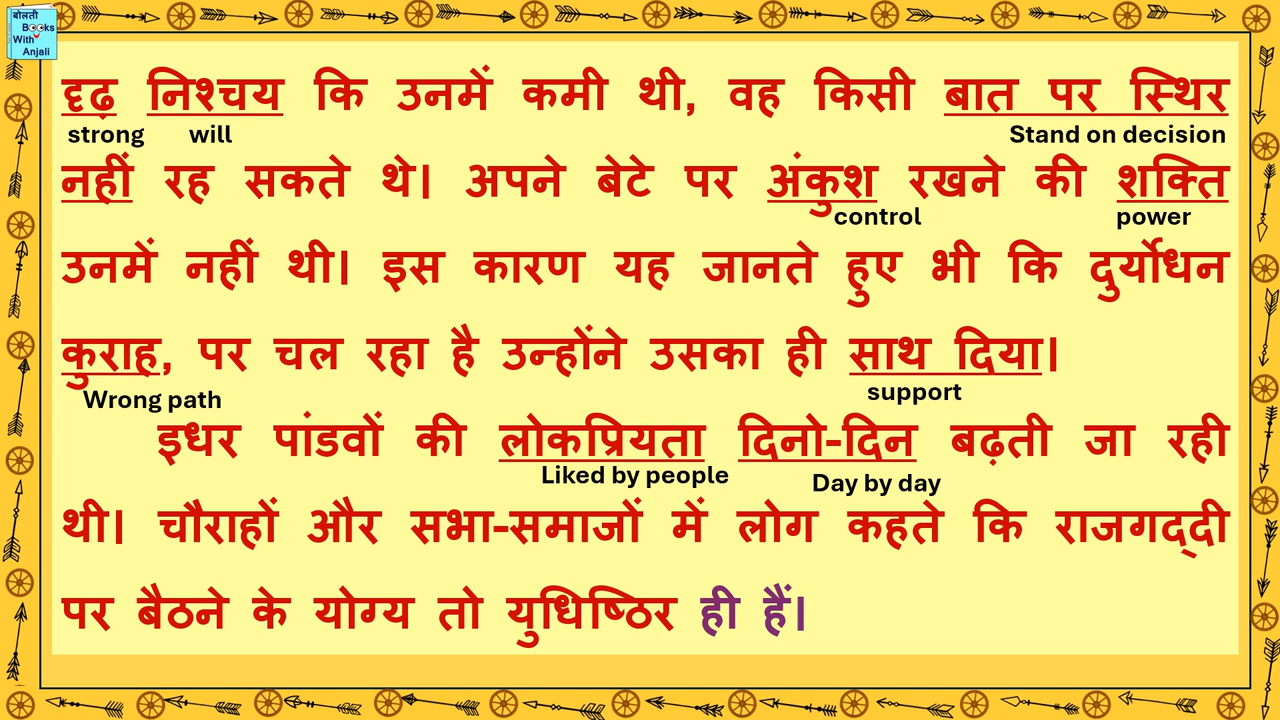 बोलती
Books
With
Anjali
दृढ़ निश्चय कि उनमें कमी थी, वह किसी बात पर स्थिर
strong will Stand on decision
नहीं रह सकते थे। अपने बेटे पर अंकुश रखने की शक्ति
control power
उनमें नहीं थी। इस कारण यह जानते हुए भी कि दुर्योधन
कुराह, पर चल रहा है उन्होंने उसका ही साथ दिया।
Wrong path support
इधर पांडवों की लोकप्रियता दिनो-दिन बढ़ती जा रही
Liked by people Day by day
थी। चौराहों और सभा-समाजों में लोग कहते कि राजगद्दी
पर बैठने के योग्य तो युधिष्ठिर ही हैं।